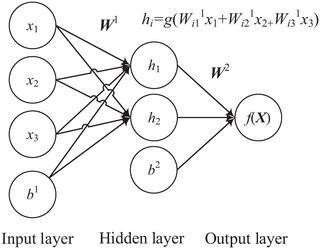 W¹ hᵢ=g(Wᵢ₁¹x₁+Wᵢ₂¹x₂₊Wᵢ₃¹x₃)
x₁
h₁
W²
x₂
h₂
f(X)
x₃
b²
b¹
Input layer Hidden layer Output layer